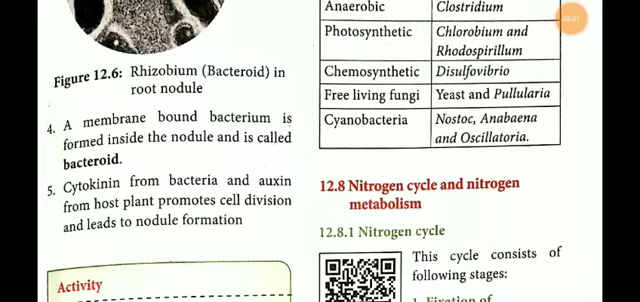 Figure 12.6: Rhizobium (Bacteroid) in
root nodule
4. A membrane bound bacterium is
formed inside the nodule and is called
bacteroid.
5. Cytokinin from bacteria and auxin
from host plant promotes cell division
and leads to nodule formation
Activity
Anaerobic Clostridium
Photosynthetic Chlorobium and
Rhodospirillum
Chemosynthetic Disulfovibrio
Free living fungi Yeast and Pullularia
Cyanobacteria Nostoc, Anabaena
and Oscillatoria.
12.8 Nitrogen cycle and nitrogen
metabolism
12.8.1 Nitrogen cycle
This cycle consists of
following stages:
1. Fixation of